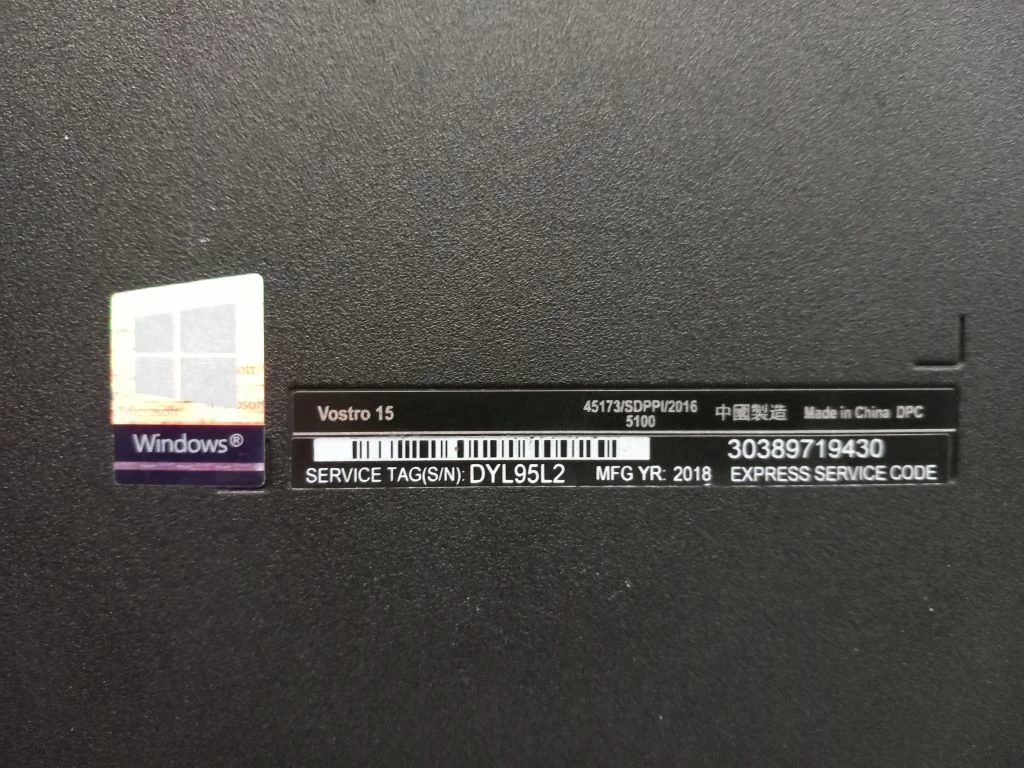 Microsoft
Windows®
Vostro 15
45173/SDPPI/2016
5100
中國製造 Made in China DPC
30389719430
SERVICE TAG(S/N): DYL95L2 MFG YR: 2018 EXPRESS SERVICE CODE